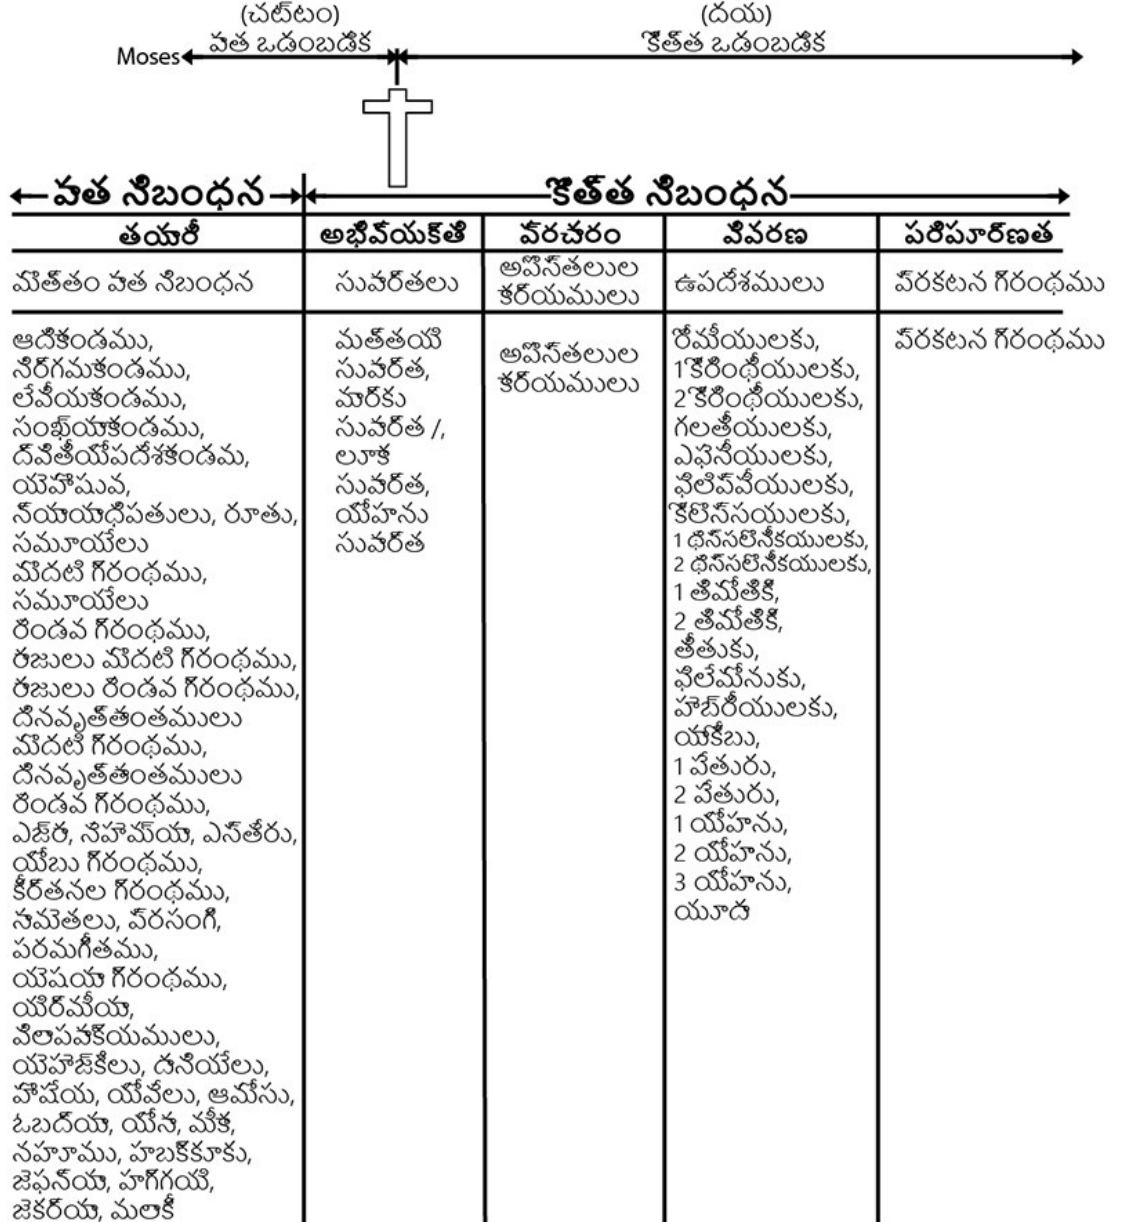 (చట్టం)
పాత ఒడంబడిక
(దయ)
కొత్త ఒడంబడిక
Moses
పాత నిబంధన
కొత్త నిబంధన
తయారీ
అభివ్యక్తి
ప్రచారం
వివరణ
పరిపూర్ణత
మొత్తం పాత నిబంధన
సువార్తలు
అపొస్తలుల
కార్యములు
ఉపదేశములు
ప్రకటన గ్రంథము
ఆదికాండము,
నిర్గమకాండము,
లేవీయకాండము,
సంఖ్యాకాండము,
ద్వితీయోపదేశకాండమ,
యెహోషువ,
న్యాయాధిపతులు, రూతు,
సమూయేలు
మొదటి గ్రంథము,
సమూయేలు
రెండవ గ్రంథము,
రాజులు మొదటి గ్రంథము,
రాజులు రెండవ గ్రంథము,
దినవృత్తాంతములు
మొదటి గ్రంథము,
దినవృత్తాంతములు
రెండవ గ్రంథము,
ఎజ్రా, నెహెమ్యా, ఎస్తేరు,
యోబు గ్రంథము,
కీర్తనల గ్రంథము,
సామెతలు, ప్రసంగి,
పరమగీతము,
యెషయా గ్రంథము,
యిర్మీయా,
విలాపవాక్యములు,
యెహెజ్కేలు, దానియేలు,
హోషేయ, యోవేలు, ఆమోసు,
ఓబద్యా, యోనా, మీకా,
నహూము, హబక్కూకు,
జెఫన్యా, హగ్గయి,
జెకర్యా, మలాకీ
మత్తయి
సువార్త,
మార్కు
సువార్త /,
లూకా
సువార్త,
యోహను
సువార్త
అపొస్తలుల
కార్యములు
రోమీయులకు,
1 కొరింథీయులకు,
2 కొరింథీయులకు,
గలతీయులకు,
ఎఫెసీయులకు,
ఫిలిప్పీయులకు,
కొలొస్సయులకు,
1 థెస్సలొనీకయులకు,
2 థెస్సలొనీకయులకు,
1 తిమోతికి,
2 తిమోతికి,
తీతుకు,
ఫిలేమోనుకు,
హెబ్రీయులకు,
యాకోబు,
1 పేతురు,
2 పేతురు,
1 యోహను,
2 యోహను,
3 యోహను,
యూదా
ప్రకటన గ్రంథము